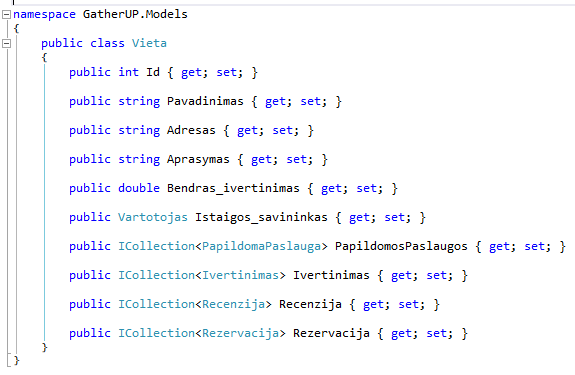 namespace GatherUP.Models
{
    public class Vieta
    {
        public int Id { get; set; }
        public string Pavadinimas { get; set; }
        public string Adresas { get; set; }
        public string Aprasymas { get; set; }
        public double Bendras_ivertinimas { get; set; }
        public Vartotojas Istaigos_savininkas { get; set; }
        public ICollection<PapildomaPaslauga> PapildomosPaslaugos { get; set; }
        public ICollection<Ivertinimas> Ivertinimas { get; set; }
        public ICollection<Recenzija> Recenzija { get; set; }
        public ICollection<Rezervacija> Rezervacija { get; set; }
    }
}